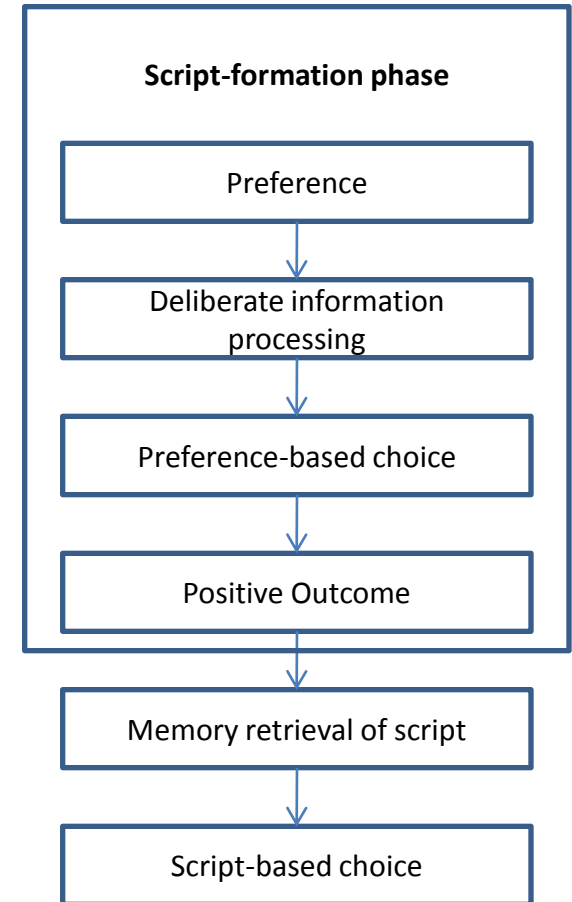 Script-formation phase
Preference
Deliberate information
processing
Preference-based choice
Positive Outcome
Memory retrieval of script
Script-based choice